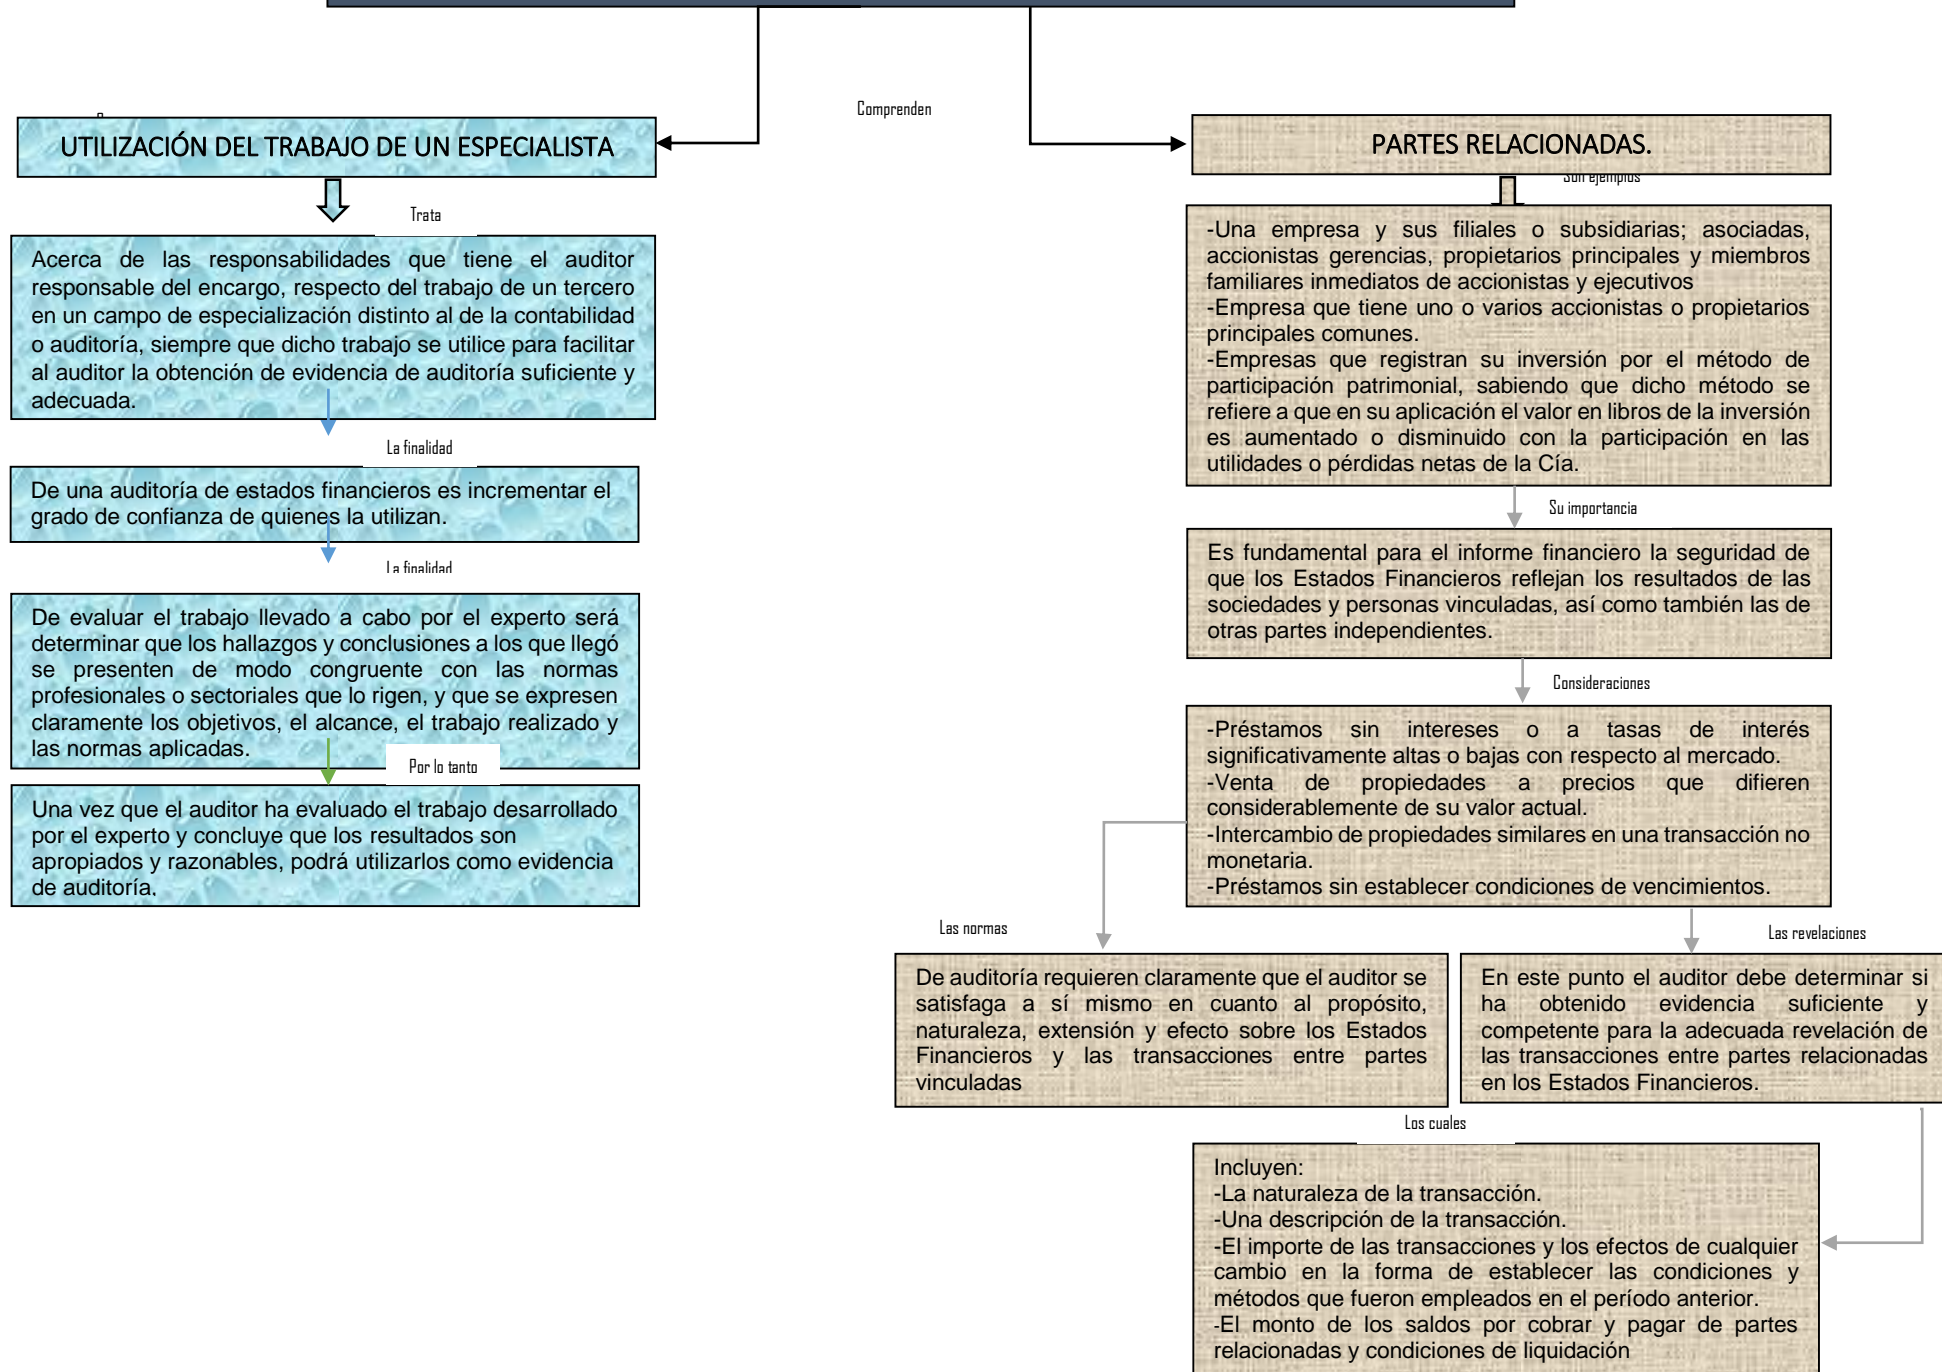 Comprenden
UTILIZACIÓN DEL TRABAJO DE UN ESPECIALISTA
Trata
Acerca de las responsabilidades que tiene el auditor
responsable del encargo, respecto del trabajo de un tercero
en un campo de especialización distinto al de la contabilidad
o auditoría, siempre que dicho trabajo se utilice para facilitar
al auditor la obtención de evidencia de auditoría suficiente y
adecuada.
La finalidad
De una auditoría de estados financieros es incrementar el
grado de confianza de quienes la utilizan.
La finalidad
De evaluar el trabajo llevado a cabo por el experto será
determinar que los hallazgos y conclusiones a los que llegó
se presenten de modo congruente con las normas
profesionales o sectoriales que lo rigen, y que se expresen
claramente los objetivos, el alcance, el trabajo realizado y
las normas aplicadas.
Por lo tanto
Una vez que el auditor ha evaluado el trabajo desarrollado
por el experto y concluye que los resultados son
apropiados y razonables, podrá utilizarlos como evidencia
de auditoría.
PARTES RELACIONADAS.
Son ejemplos
-Una empresa y sus filiales o subsidiarias; asociadas,
accionistas gerencias, propietarios principales y miembros
familiares inmediatos de accionistas y ejecutivos
-Empresa que tiene uno o varios accionistas o propietarios
principales comunes.
-Empresas que registran su inversión por el método de
participación patrimonial, sabiendo que dicho método se
refiere a que en su aplicación el valor en libros de la inversión
es aumentado o disminuido con la participación en las
utilidades o pérdidas netas de la Cía.
Su importancia
Es fundamental para el informe financiero la seguridad de
que los Estados Financieros reflejan los resultados de las
sociedades y personas vinculadas, así como también las de
otras partes independientes.
Consideraciones
-Préstamos sin intereses o a tasas de interés
significativamente altas o bajas con respecto al mercado.
-Venta de propiedades a precios que difieren
considerablemente de su valor actual.
-Intercambio de propiedades similares en una transacción no
monetaria.
-Préstamos sin establecer condiciones de vencimientos.
Las normas
De auditoría requieren claramente que el auditor se
satisfaga a sí mismo en cuanto al propósito,
naturaleza, extensión y efecto sobre los Estados
Financieros y las transacciones entre partes
vinculadas
Las revelaciones
En este punto el auditor debe determinar si
ha obtenido evidencia suficiente y
competente para la adecuada revelación de
las transacciones entre partes relacionadas
en los Estados Financieros.
Los cuales
Incluyen:
-La naturaleza de la transacción.
-Una descripción de la transacción.
-El importe de las transacciones y los efectos de cualquier
cambio en la forma de establecer las condiciones y
métodos que fueron empleados en el período anterior.
-El monto de los saldos por cobrar y pagar de partes
relacionadas y condiciones de liquidación